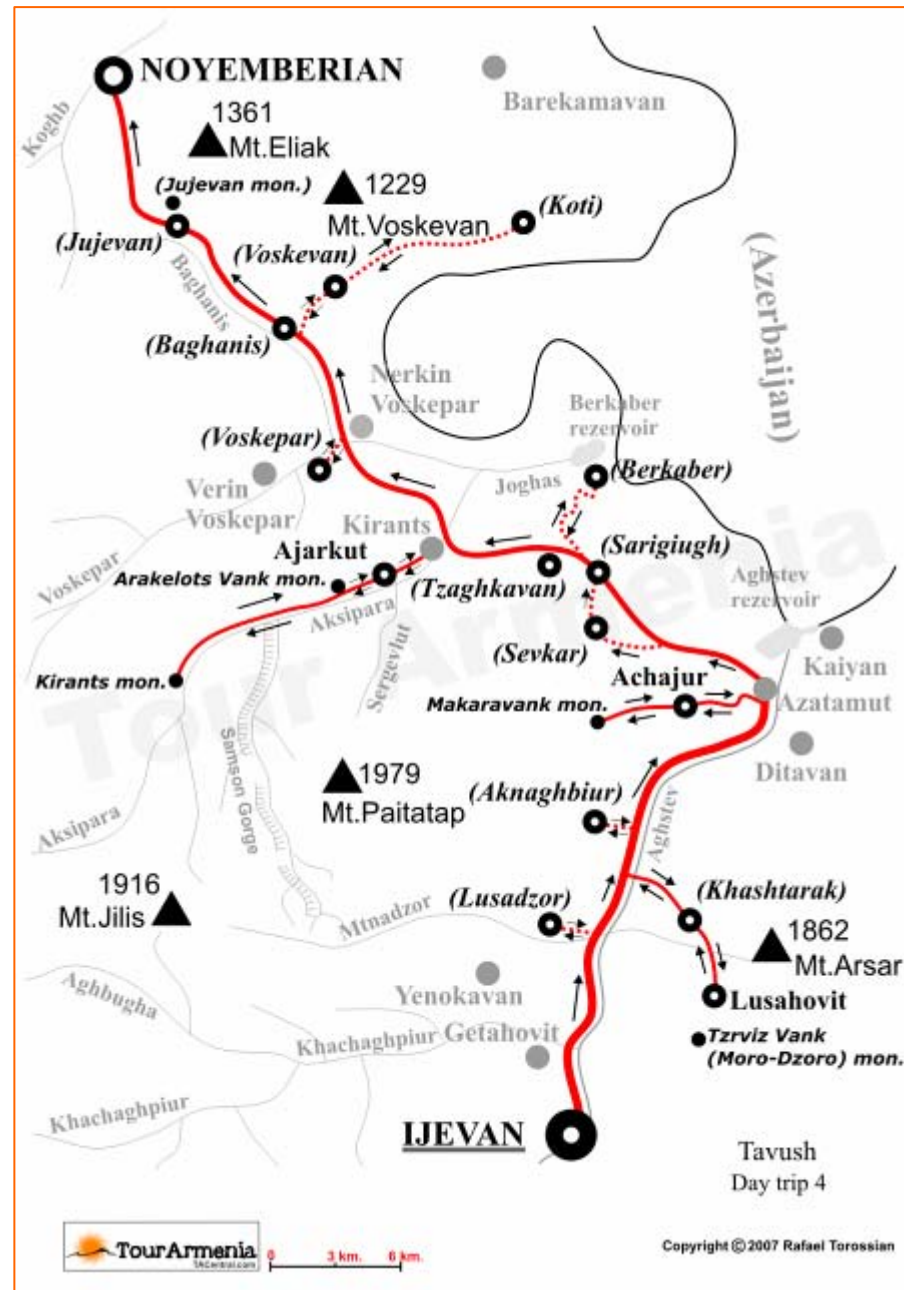 NOYEMBERIAN
Barekamavan
Koghb
1361
Mt.Eliak
(Jujevan mon.)
1229
Mt.Voskevan
(Koti)
(Jujevan)
(Voskevan)
Baghanis
(Baghanis)
(Azerbaijan)
Nerkin
Voskepar
Berkaber
rezervoir
(Voskepar)
(Berkaber)
Verin
Voskepar
Joghas
Kirants
Ajarkut
(Sarigiugh)
Voskepar
Arakelots Vank mon.
(Tzaghkavan)
Aghstev
rezervoir
Aksipara
Sergevlut
(Sevkar)
Kaiyan
Kirants mon.
Achajur
Makaravank mon.
Azatamut
Tour Armenia
Samson Gorge
Ditavan
1979
Mt.Paitatap
(Aknaghbiur)
Aksipara
Aghstev
1916
Mt.Jilis
(Lusadzor)
(Khashtarak)
Mtnadzor
1862
Mt.Arsar
Aghbugha
Yenokavan
Lusahovit
Khachaghpiur
Getahovit
Tzrviz Vank
(Moro-Dzoro) mon.
Khachaghpiur
IJEVAN
Tavush
Day trip 4
TourArmenia
TACentral.com
0 3 km. 6 km.
Copyright © 2007 Rafael Torossian